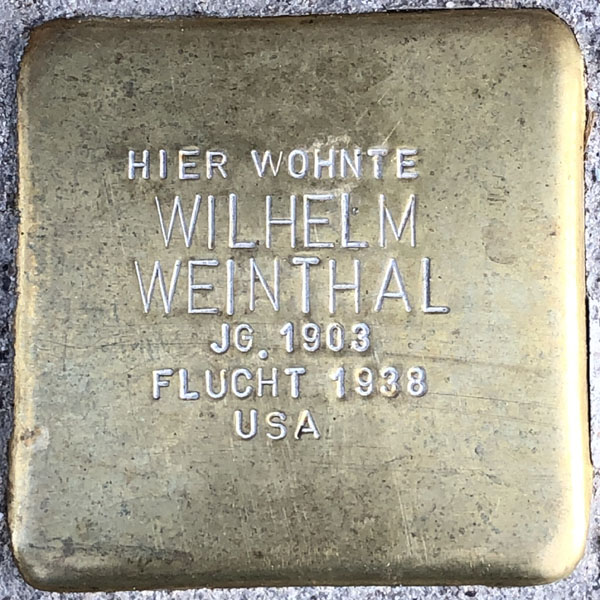 HIER WOHNTE
WILHELM
WEINTHAL
JG. 1903
FLUCHT 1938
USA